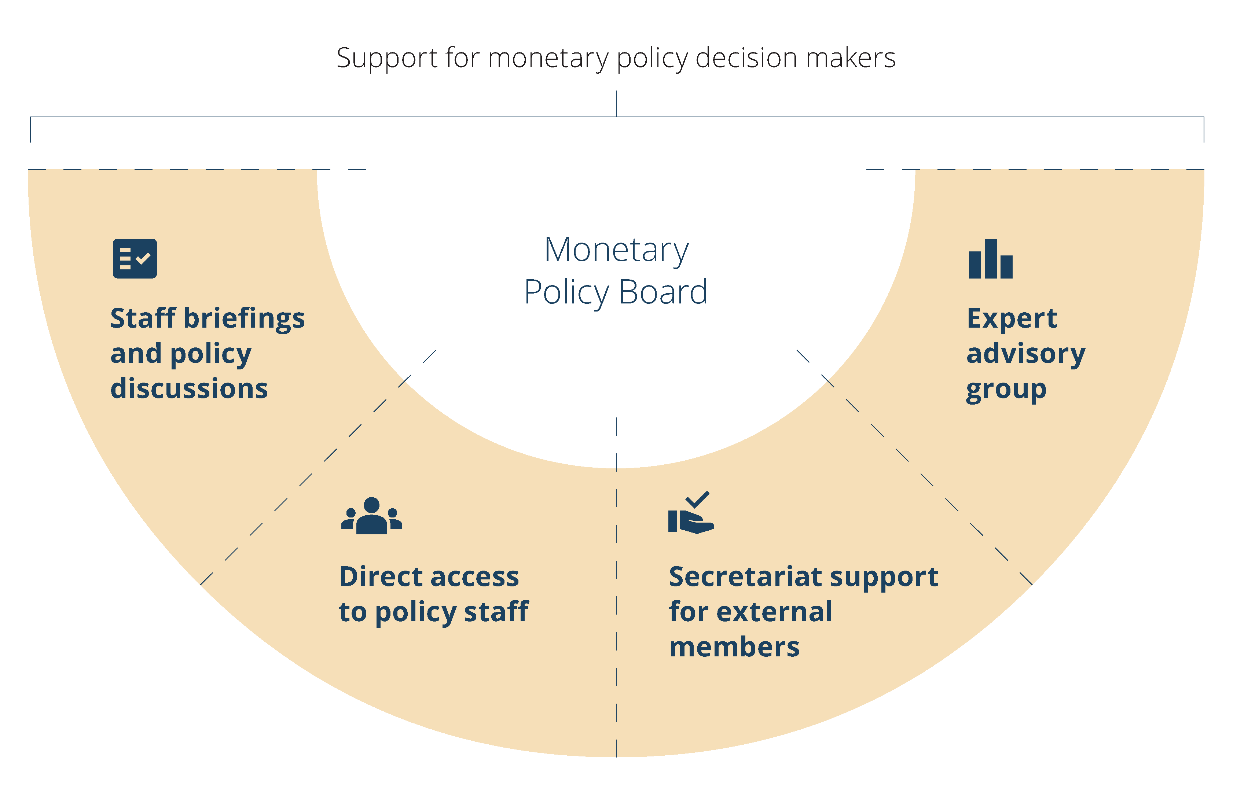 Support for monetary policy decision makers
Monetary
Policy Board
Staff briefings
and policy
discussions
Direct access
to policy staff
Secretariat support
for external
members
Expert
advisory
group